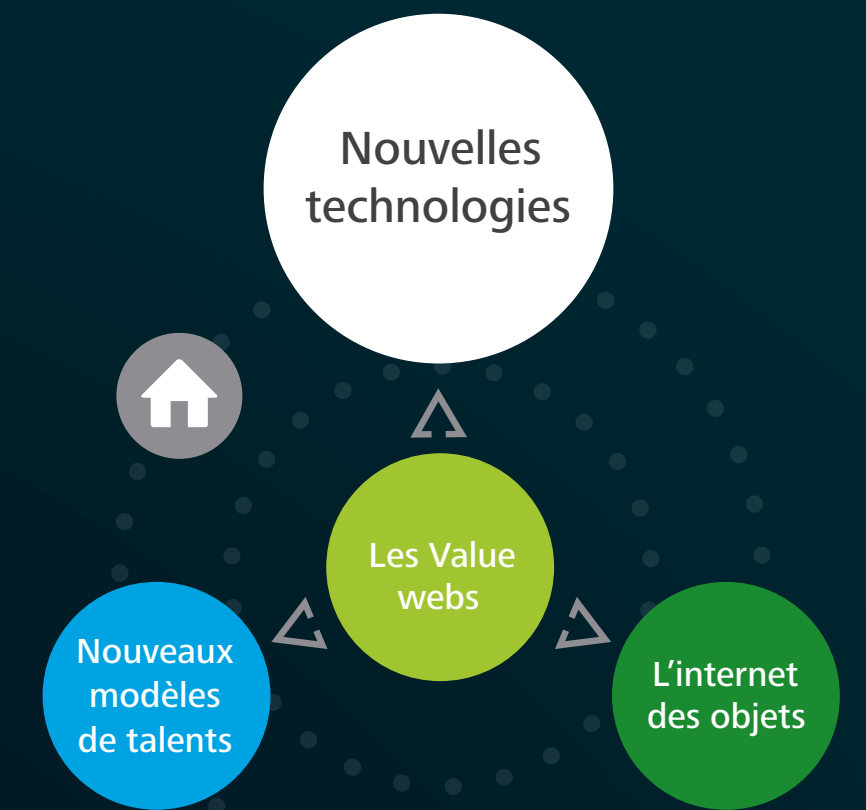 Nouvelles
technologies
Les Value
webs
Nouveaux
modèles
de talents
L’internet
des objets